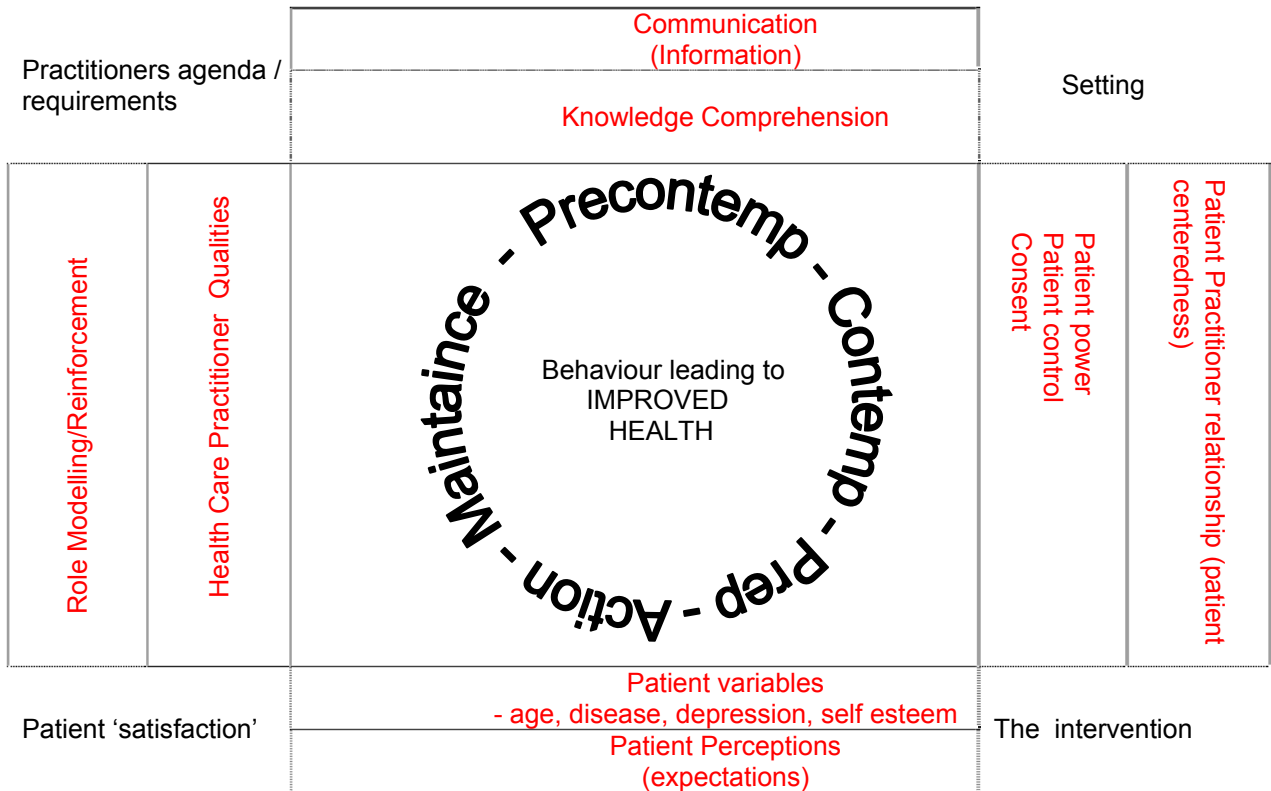 Communication
(Information)
Practitioners agenda /
requirements
Setting
Knowledge Comprehension
Role Modelling/Reinforcement
Health Care Practitioner Qualities
Precontemp - Contemp - Prep - Action - Maintaince -
Behaviour leading to
IMPROVED
HEALTH
Patient power
Patient control
Consent
Patient Practitioner relationship (patient
centeredness)
Patient variables
- age, disease, depression, self esteem
Patient 'satisfaction'
The intervention
Patient Perceptions
(expectations)